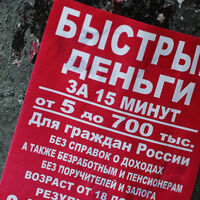 БЫСТРЫ
ДЕНЬГИ
ЗА 15 МИНУТ
от 5 до 700 тыс.
Для граждан России
БЕЗ СПРАВОК О ДОХОДАХ
А ТАКЖЕ БЕЗРАБОТНЫМ И ПЕНСИОНЕРАМ
БЕЗ ПОРУЧИТЕЛЕЙ И ЗАЛОГА
ВОЗРАСТ ОТ 18 ДО